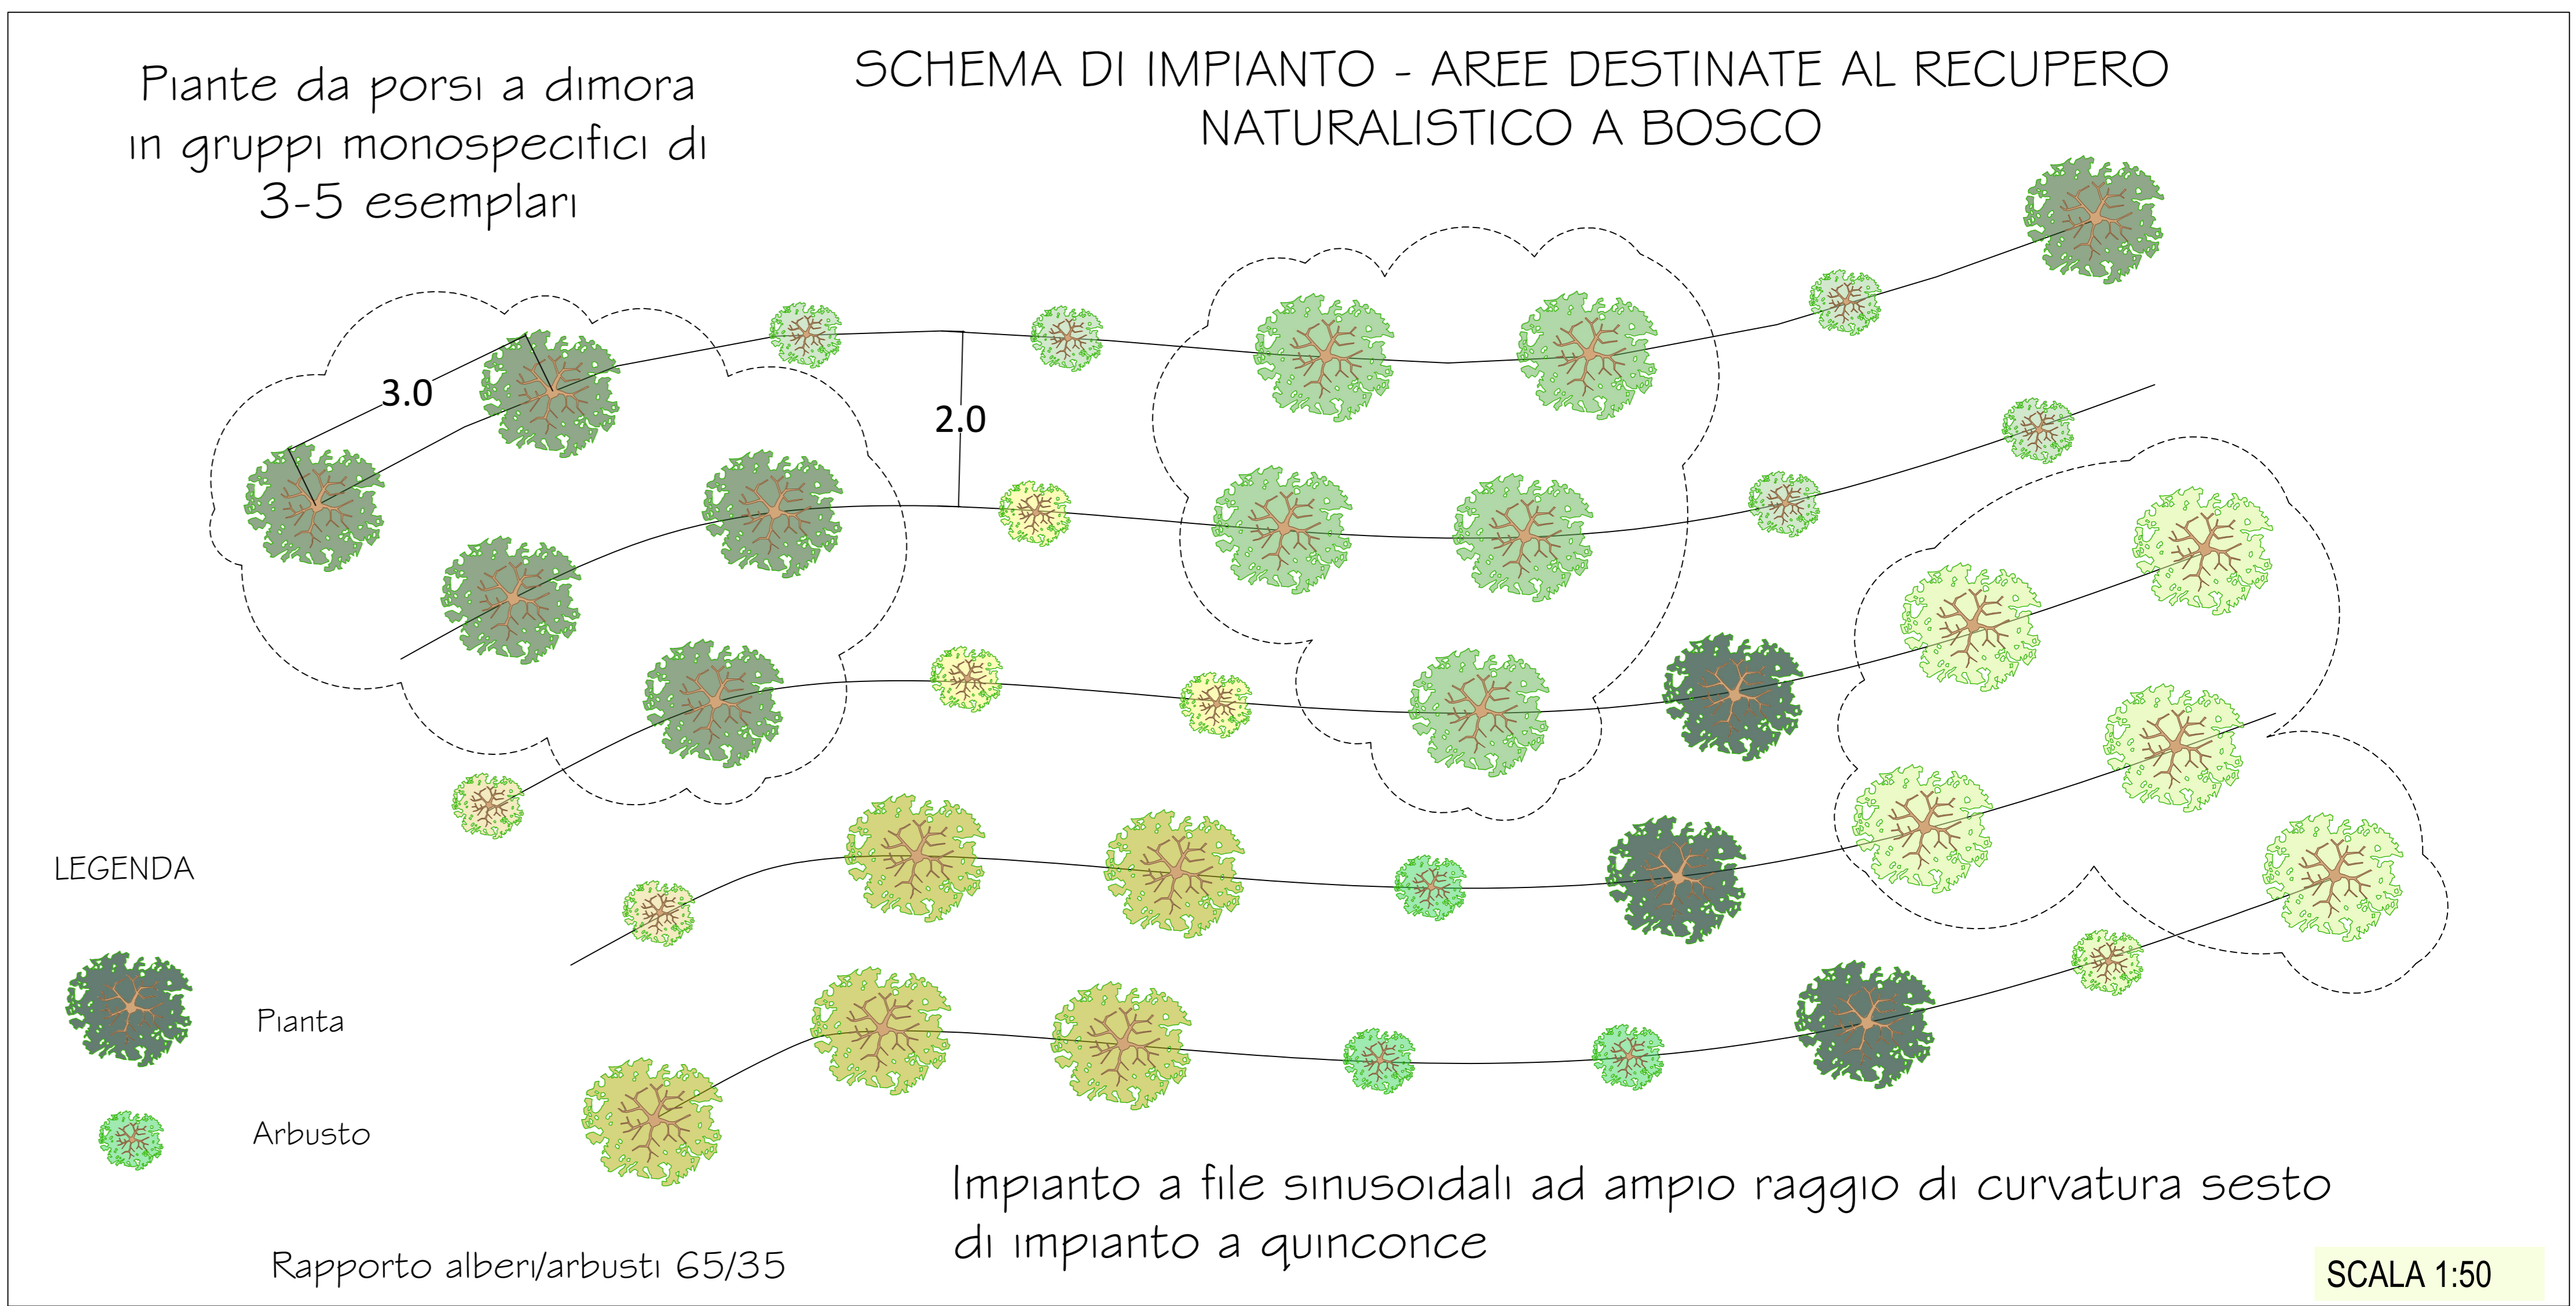 Piante da porsi a dimora
in gruppi monospecifici di
3-5 esemplari
SCHEMA DI IMPIANTO - AREE DESTINATE AL RECUPERO
NATURALISTICO A BOSCO
3.0
2.0
LEGENDA
Pianta
Arbusto
Impianto a file sinusoidali ad ampio raggio di curvatura sesto
di impianto a quinconce
Rapporto alberi/arbusti 65/35
SCALA 1:50